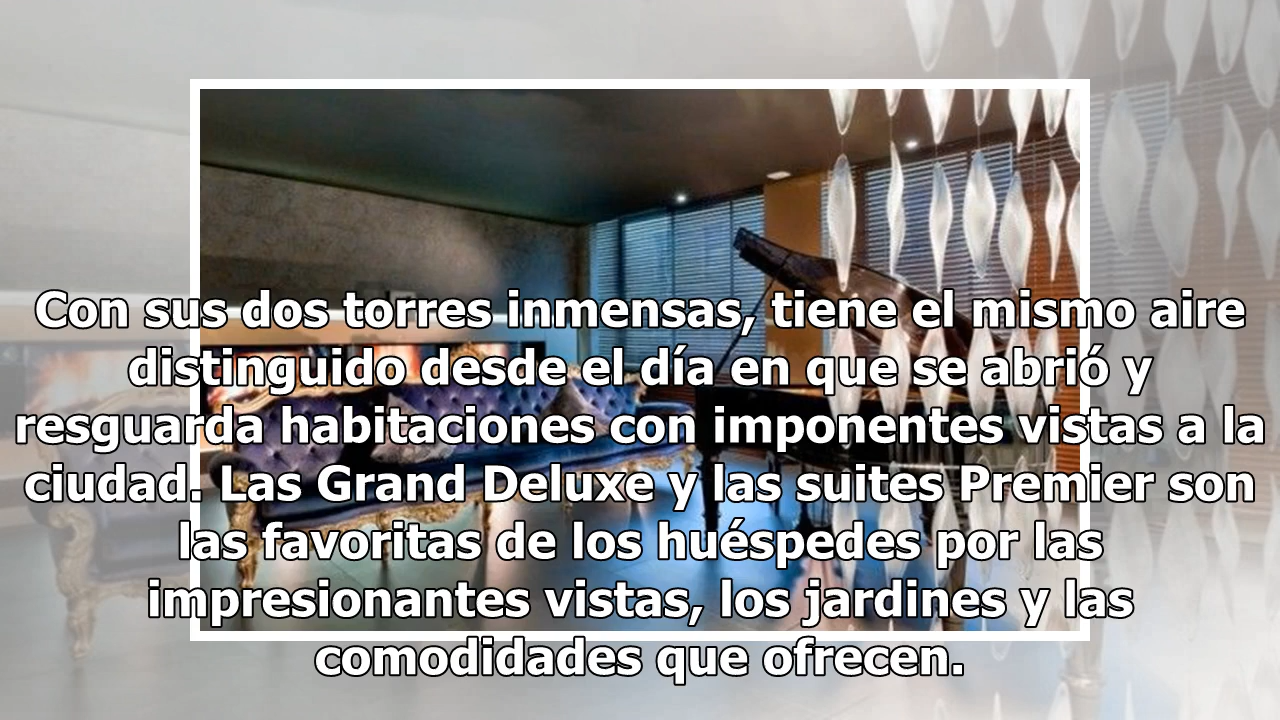 Con sus dos torres inmensas, tiene el mismo aire
distinguido desde el día en que se abrió y
resguarda habitaciones con imponentes vistas a la
ciudad. Las Grand Deluxe y las suites Premier son
las favoritas de los huéspedes por las
impresionantes vistas, los jardines y las
comodidades que ofrecen.